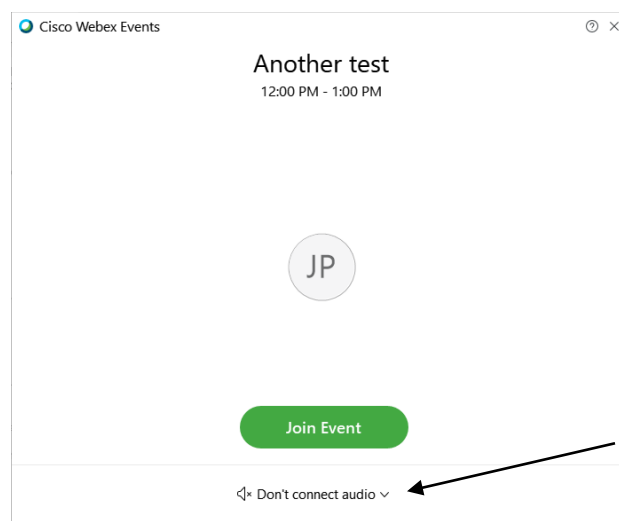 Cisco Webex Events
Another test
12:00 PM - 1:00 PM
JP
Join Event
Don't connect audio